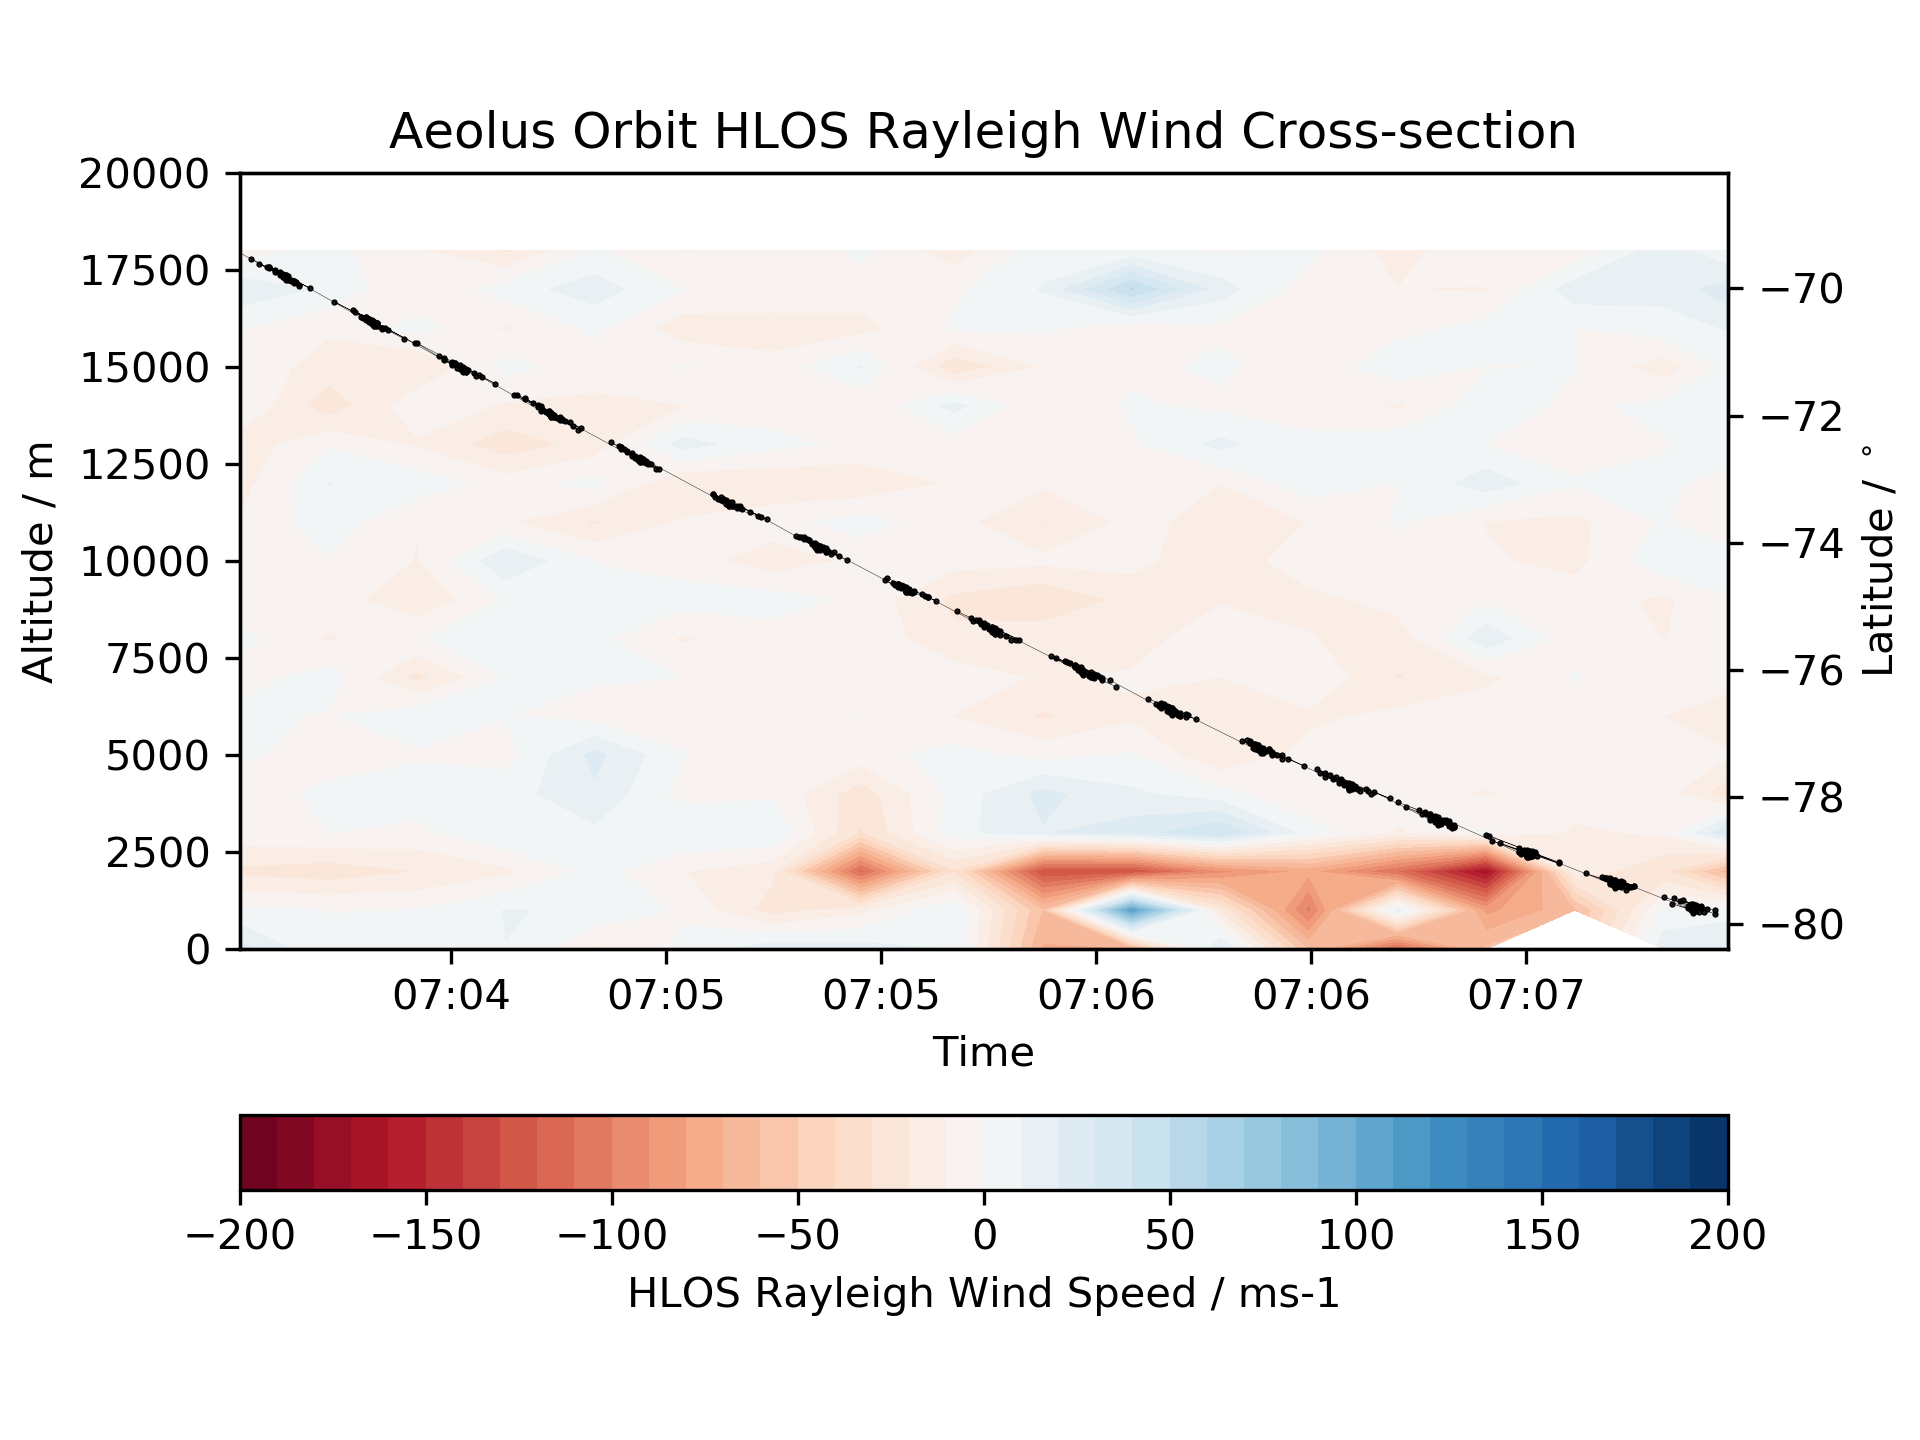 Aeolus Orbit HLOS Rayleigh Wind Cross-section
20000
17500
15000
12500
10000
7500
5000
2500
0
Altitude / m
−70
−72
−74
−76
−78
−80
Latitude / °
07:04 07:05 07:05 07:06 07:06 07:07
Time
−200 −150 −100 −50 0 50 100 150 200
HLOS Rayleigh Wind Speed / ms-1